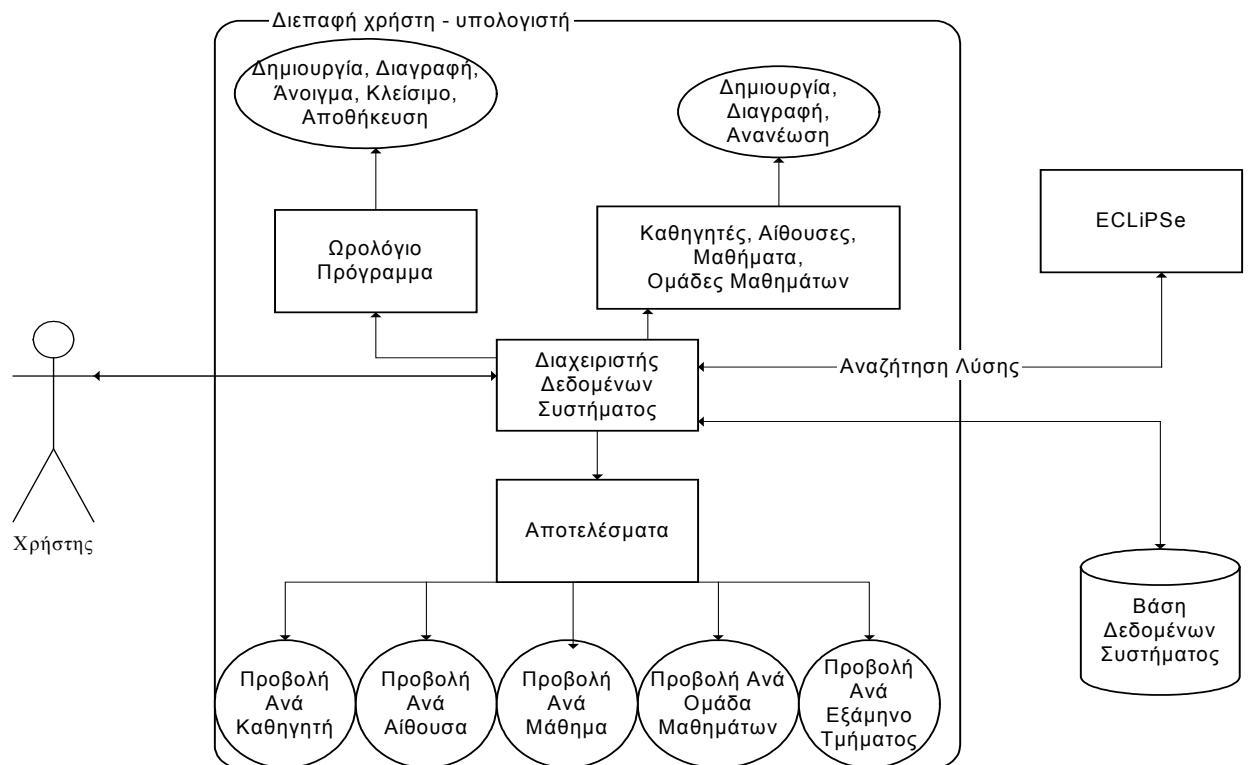 Διεπαφή χρήστη - υπολογιστή
Δημιουργία, Διαγραφή,
Άνοιγμα, Κλείσιμο,
Αποθήκευση
Δημιουργία,
Διαγραφή,
Ανανέωση
Ωρολόγιο
Πρόγραμμα
Καθηγητές, Αίθουσες,
Μαθήματα,
Ομάδες Μαθημάτων
ECLiPSe
Χρήστης
Διαχειριστής
Δεδομένων
Συστήματος
Αναζήτηση Λύσης
Αποτελέσματα
Βάση
Δεδομένων
Συστήματος
Προβολή
Ανά
Καθηγητή
Προβολή
Ανά
Αίθουσα
Προβολή
Ανά
Μάθημα
Προβολή Ανά
Ομάδα
Μαθημάτων
Προβολή
Ανά
Εξάμηνο
Τμήματος